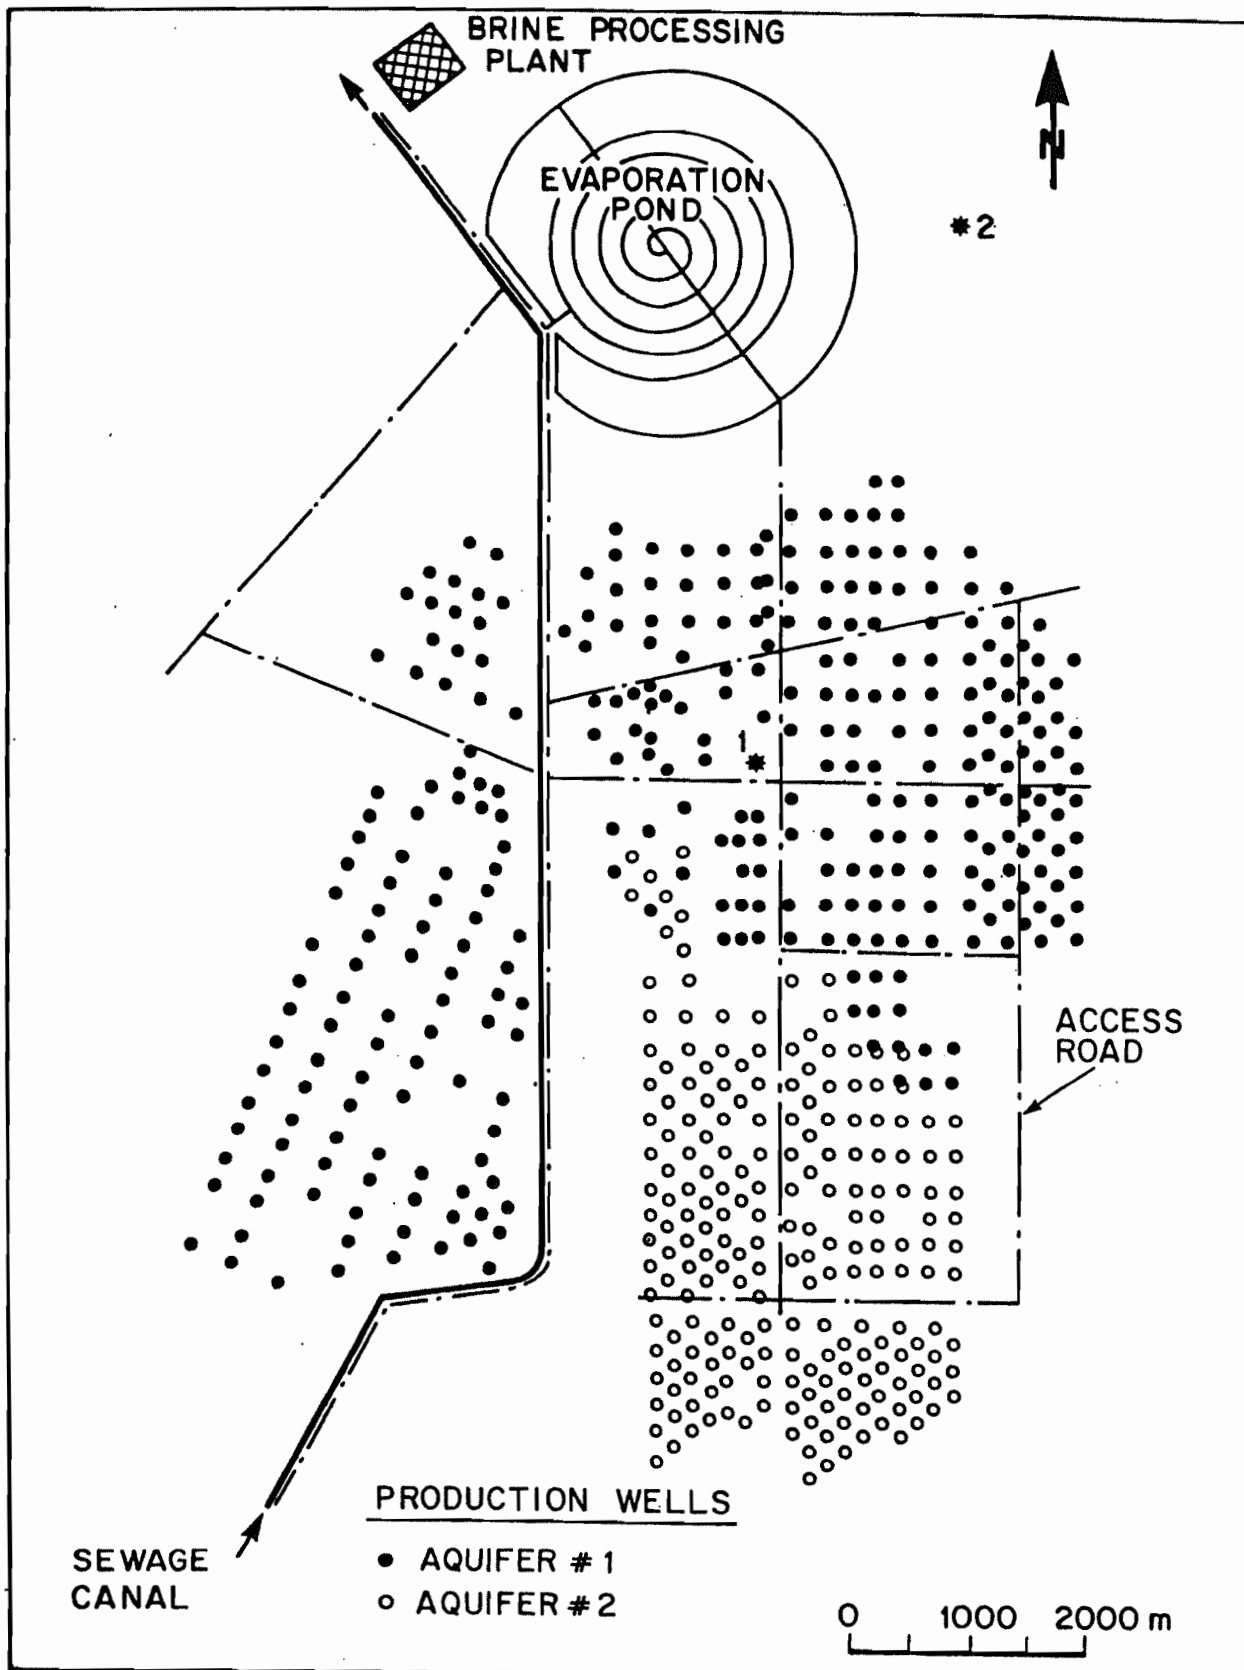 BRINE PROCESSING
PLANT
N
EVAPORATION
POND
*2
1
*
ACCESS
ROAD
PRODUCTION WELLS
● AQUIFER #1
○ AQUIFER #2
SEWAGE
CANAL
0 1000 2000 m